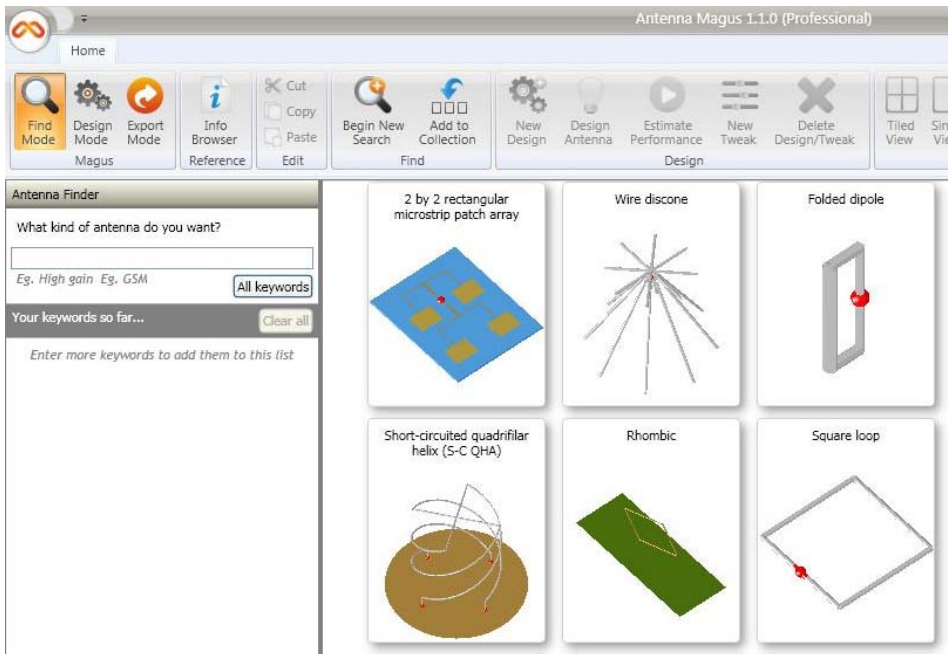 Antenna Magus 1.1.0 (Professional)
Home
Find
Mode
Design
Mode
Export
Mode
Magus
Info
Browser
Reference
Cut
Copy
Paste
Edit
Begin New
Search
Add to
Collection
Find
New
Design
Design
Antenna
Estimate
Performance
New
Tweak
Delete
Design/Tweak
Design
Tiled
View
Antenna Finder
What kind of antenna do you want?
Eg. High gain Eg. GSM
All keywords
Your keywords so far...
Clear all
Enter more keywords to add them to this list
2 by 2 rectangular
microstrip patch array
Wire discone
Folded dipole
Short-circuited quadrifilar
helix (S-C QHA)
Rhombic
Square loop